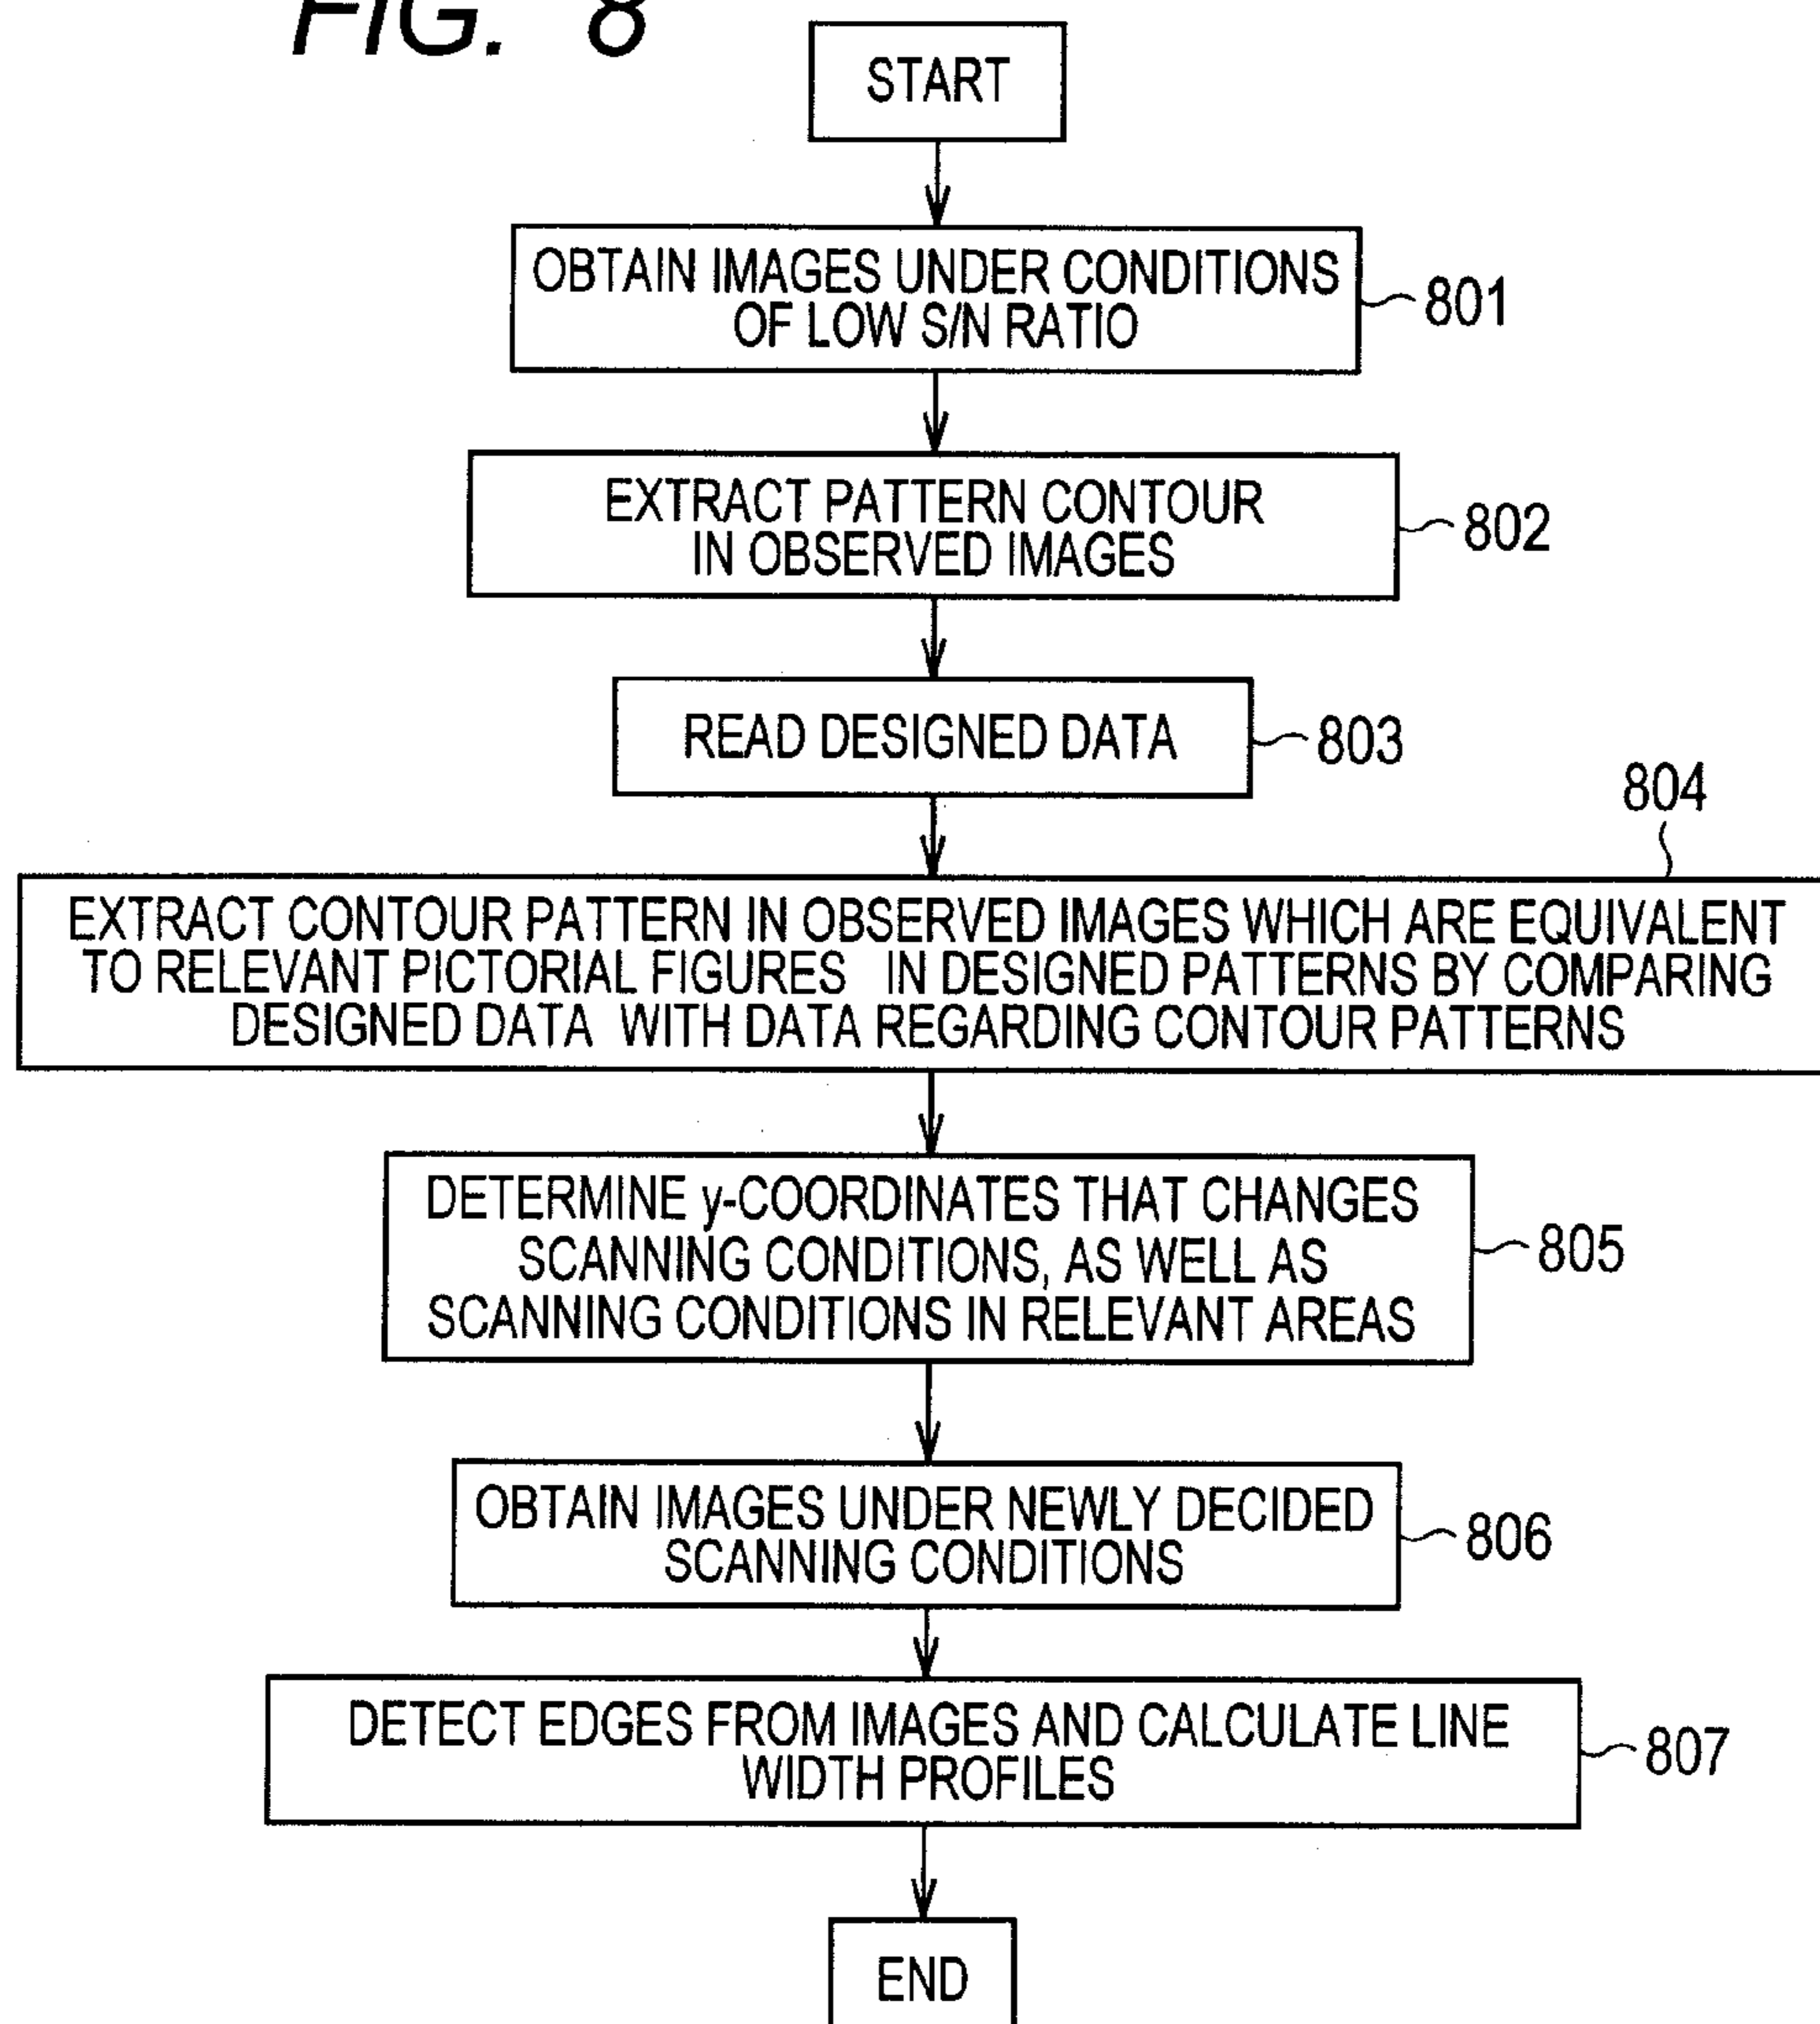 FIG. 8
START
OBTAIN IMAGES UNDER CONDITIONS
OF LOW S/N RATIO
801
EXTRACT PATTERN CONTOUR
IN OBSERVED IMAGES
802
READ DESIGNED DATA
803
804
EXTRACT CONTOUR PATTERN IN OBSERVED IMAGES WHICH ARE EQUIVALENT
TO RELEVANT PICTORIAL FIGURES IN DESIGNED PATTERNS BY COMPARING
DESIGNED DATA WITH DATA REGARDING CONTOUR PATTERNS
DETERMINE y-COORDINATES THAT CHANGES
SCANNING CONDITIONS, AS WELL AS
SCANNING CONDITIONS IN RELEVANT AREAS
805
OBTAIN IMAGES UNDER NEWLY DECIDED
SCANNING CONDITIONS
806
DETECT EDGES FROM IMAGES AND CALCULATE LINE
WIDTH PROFILES
807
END